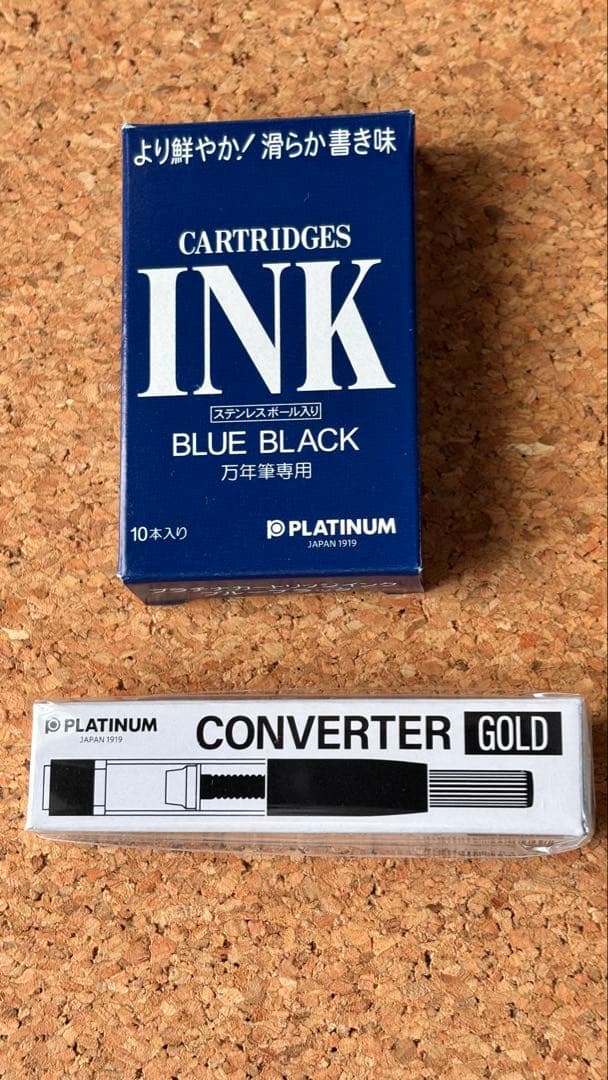 より鮮やか！滑らか書き味
CARTRIDGES
INK
ステンレスボール入り
BLUE BLACK
万年筆専用
10本入り
PLATINUM
JAPAN 1919
PLATINUM
JAPAN 1919
CONVERTER GOLD